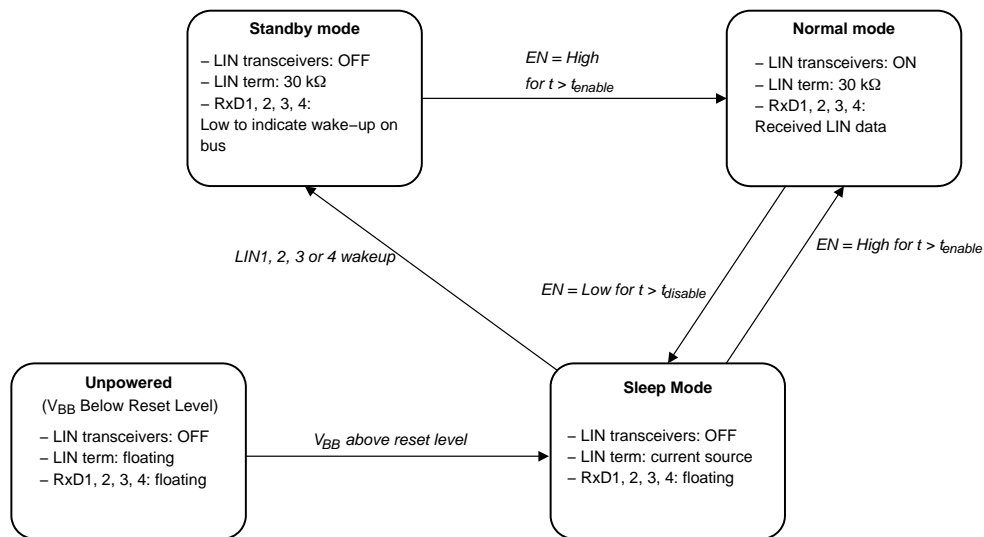 Standby mode
– LIN transceivers: OFF
– LIN term: 30 kΩ
– RxD1, 2, 3, 4:
Low to indicate wake−up on
bus
EN = High
for t > tenable
Normal mode
– LIN transceivers: ON
– LIN term: 30 kΩ
– RxD1, 2, 3, 4:
Received LIN data
LIN1, 2, 3 or 4 wakeup
EN = High for t > tenable
EN = Low for t > tdisable
Unpowered
(VBB Below Reset Level)
– LIN transceivers: OFF
– LIN term: floating
– RxD1, 2, 3, 4: floating
VBB above reset level
Sleep Mode
– LIN transceivers: OFF
– LIN term: current source
– RxD1, 2, 3, 4: floating